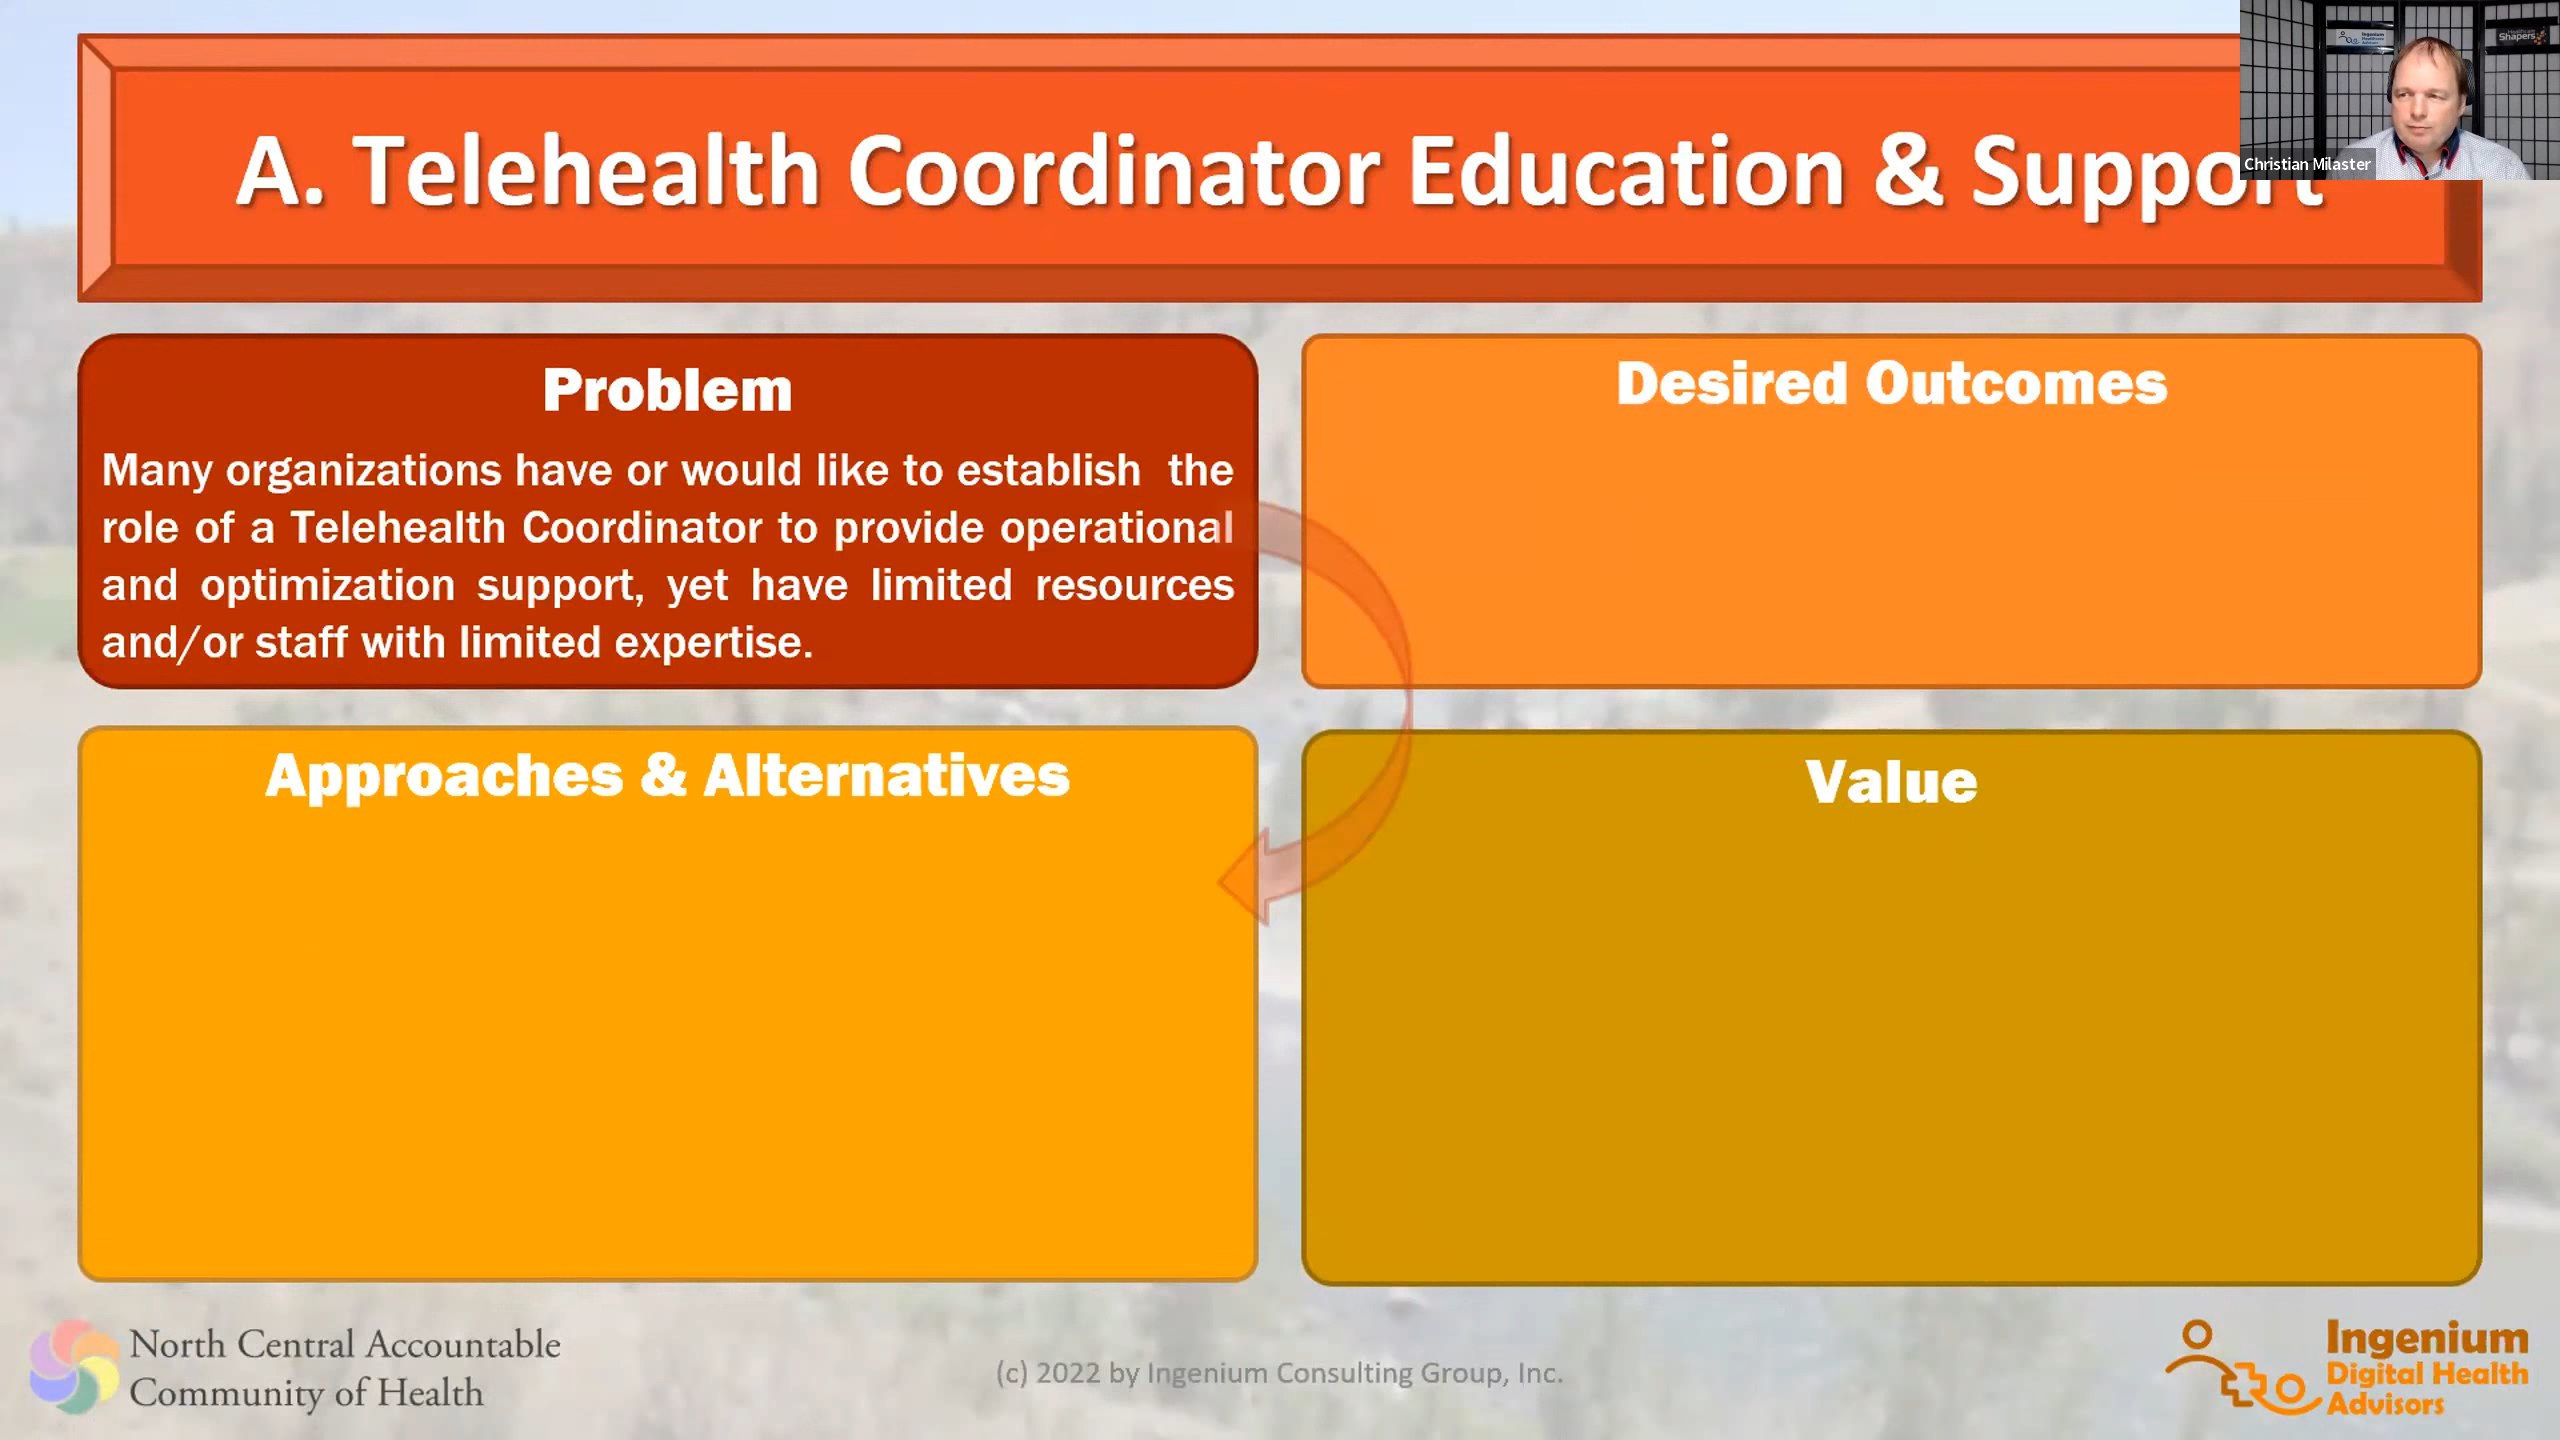 A. Telehealth Coordinator Education & Support
Christian Milaster
Ingenium
Shapers
Problem
Many organizations have or would like to establish the
role of a Telehealth Coordinator to provide operational
and optimization support, yet have limited resources
and/or staff with limited expertise.
Desired Outcomes
Approaches & Alternatives
Value
North Central Accountable
Community of Health
(c) 2022 by Ingenium Consulting Group, Inc.
Ingenium
Digital Health
Advisors